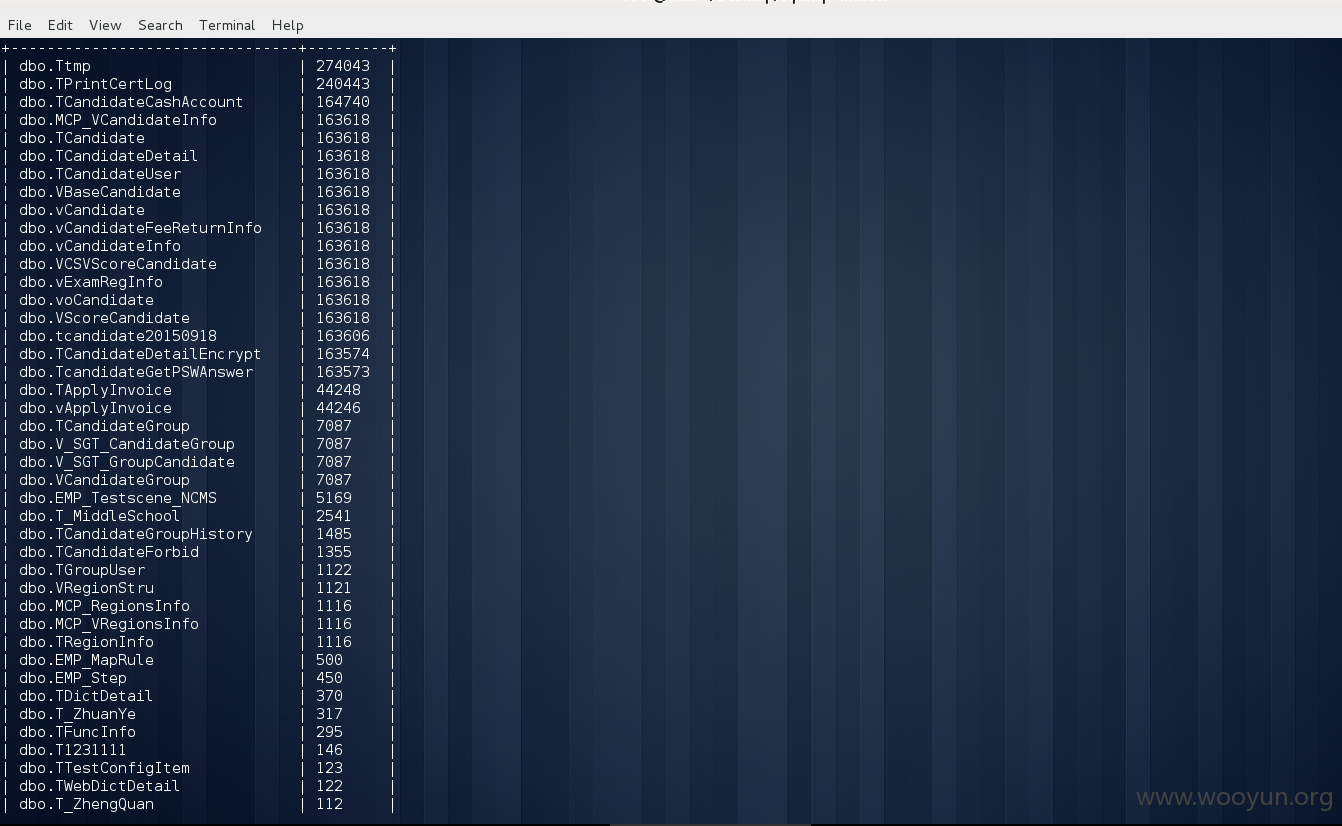 File Edit View Search Terminal Help
+--------------------------------+---------+
| dbo.Ttmp | 274043 |
| dbo.TPrintCertLog | 240443 |
| dbo.TCandidateCashAccount | 164740 |
| dbo.MCP_VCandidateInfo | 163618 |
| dbo.TCandidate | 163618 |
| dbo.TCandidateDetail | 163618 |
| dbo.TCandidateUser | 163618 |
| dbo.VBaseCandidate | 163618 |
| dbo.vCandidate | 163618 |
| dbo.vCandidateFeeReturnInfo | 163618 |
| dbo.vCandidateInfo | 163618 |
| dbo.VCSVScoreCandidate | 163618 |
| dbo.vExamRegInfo | 163618 |
| dbo.voCandidate | 163618 |
| dbo.VScoreCandidate | 163618 |
| dbo.tcandidate20150918 | 163606 |
| dbo.TCandidateDetailEncrypt | 163574 |
| dbo.TcandidateGetPSWAnswer | 163573 |
| dbo.TApplyInvoice | 44248 |
| dbo.vApplyInvoice | 44246 |
| dbo.TCandidateGroup | 7087 |
| dbo.V_SGT_CandidateGroup | 7087 |
| dbo.V_SGT_GroupCandidate | 7087 |
| dbo.VCandidateGroup | 7087 |
| dbo.EMP_Testscene_NCMS | 5169 |
| dbo.T_MiddleSchool | 2541 |
| dbo.TCandidateGroupHistory | 1485 |
| dbo.TCandidateForbid | 1355 |
| dbo.TGroupUser | 1122 |
| dbo.VRegionStru | 1121 |
| dbo.MCP_RegionsInfo | 1116 |
| dbo.MCP_VRegionsInfo | 1116 |
| dbo.TRegionInfo | 1116 |
| dbo.EMP_MapRule | 500 |
| dbo.EMP_Step | 450 |
| dbo.TDictDetail | 370 |
| dbo.T_ZhuanYe | 317 |
| dbo.TFuncInfo | 295 |
| dbo.T1231111 | 146 |
| dbo.TTestConfigItem | 123 |
| dbo.TWebDictDetail | 122 |
| dbo.T_ZhengQuan | 112 |
www.wooyun.org